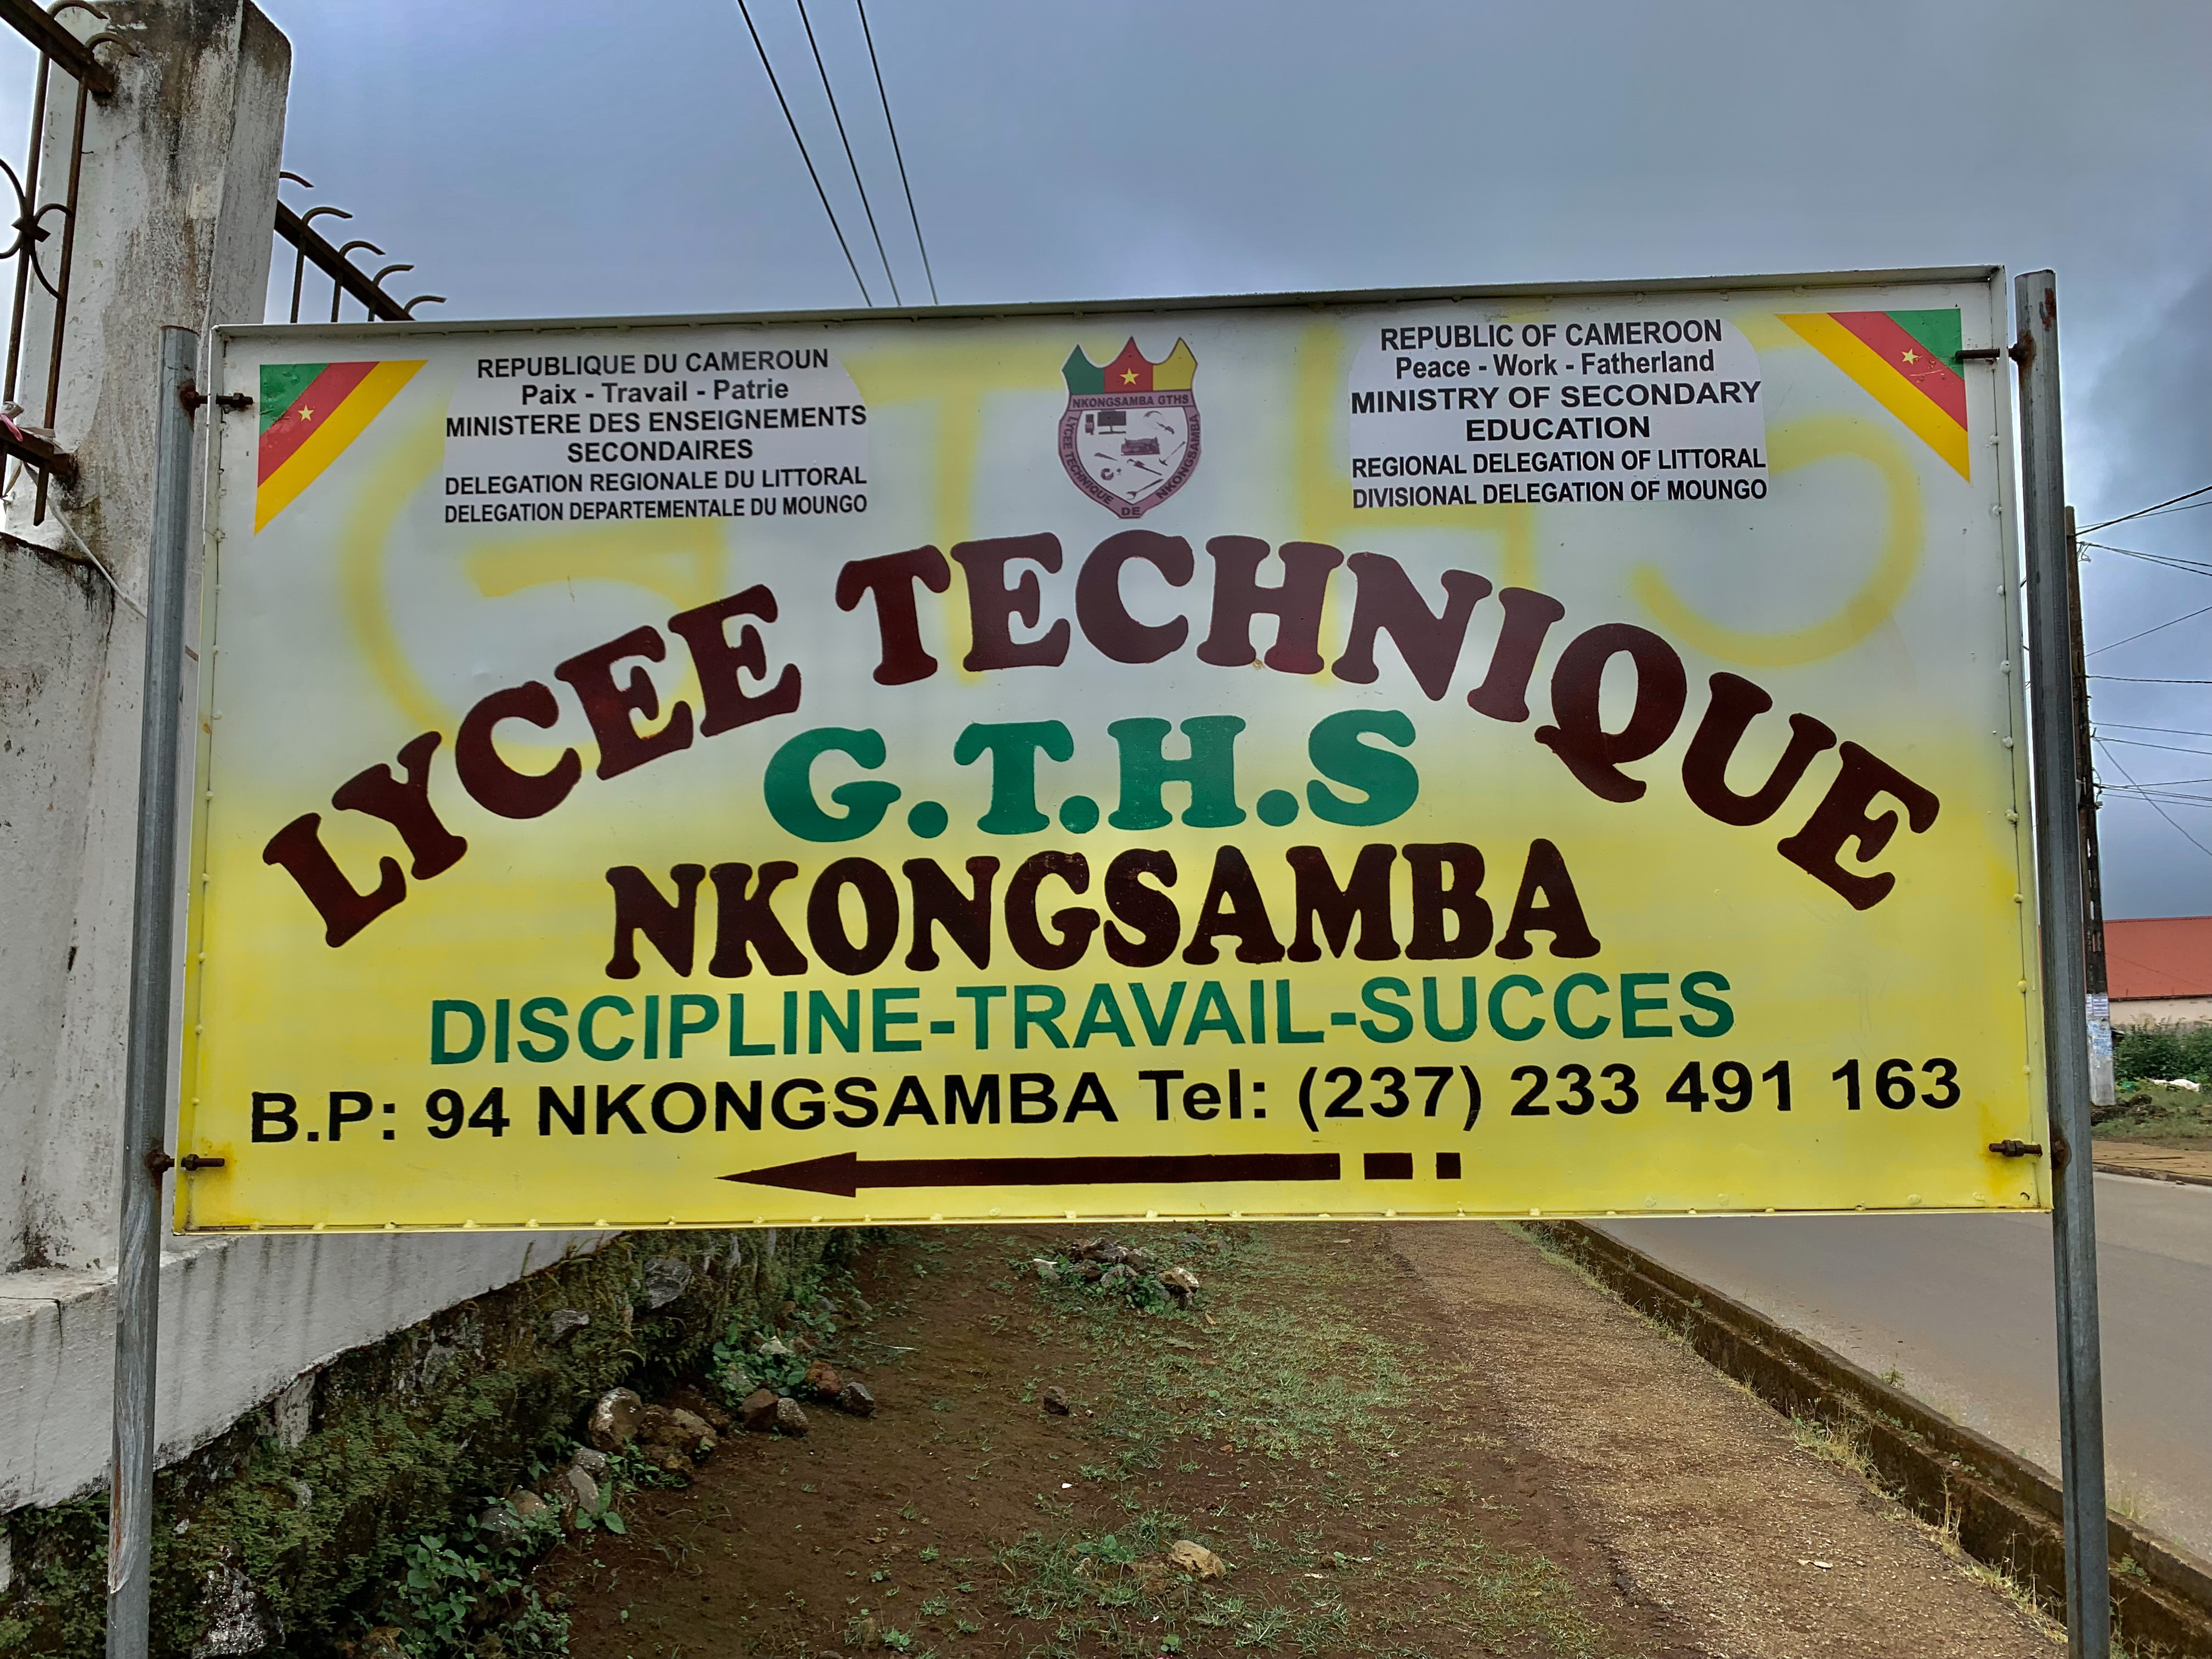 REPUBLIQUE DU CAMEROUN
Paix - Travail - Patrie
MINISTERE DES ENSEIGNEMENTS
SECONDAIRES
DELEGATION REGIONALE DU LITTORAL
DELEGATION DEPARTEMENTALE DU MOUNGO
NKONGSAMBA GTHS
LYCEE TECHNIQUE DE NKONGSAMBA
REPUBLIC OF CAMEROON
Peace - Work - Fatherland
MINISTRY OF SECONDARY
EDUCATION
REGIONAL DELEGATION OF LITTORAL
DIVISIONAL DELEGATION OF MOUNGO
GTHS
LYCEE TECHNIQUE
G.T.H.S
NKONGSAMBA
DISCIPLINE-TRAVAIL-SUCCES
B.P: 94 NKONGSAMBA Tel: (237) 233 491 163